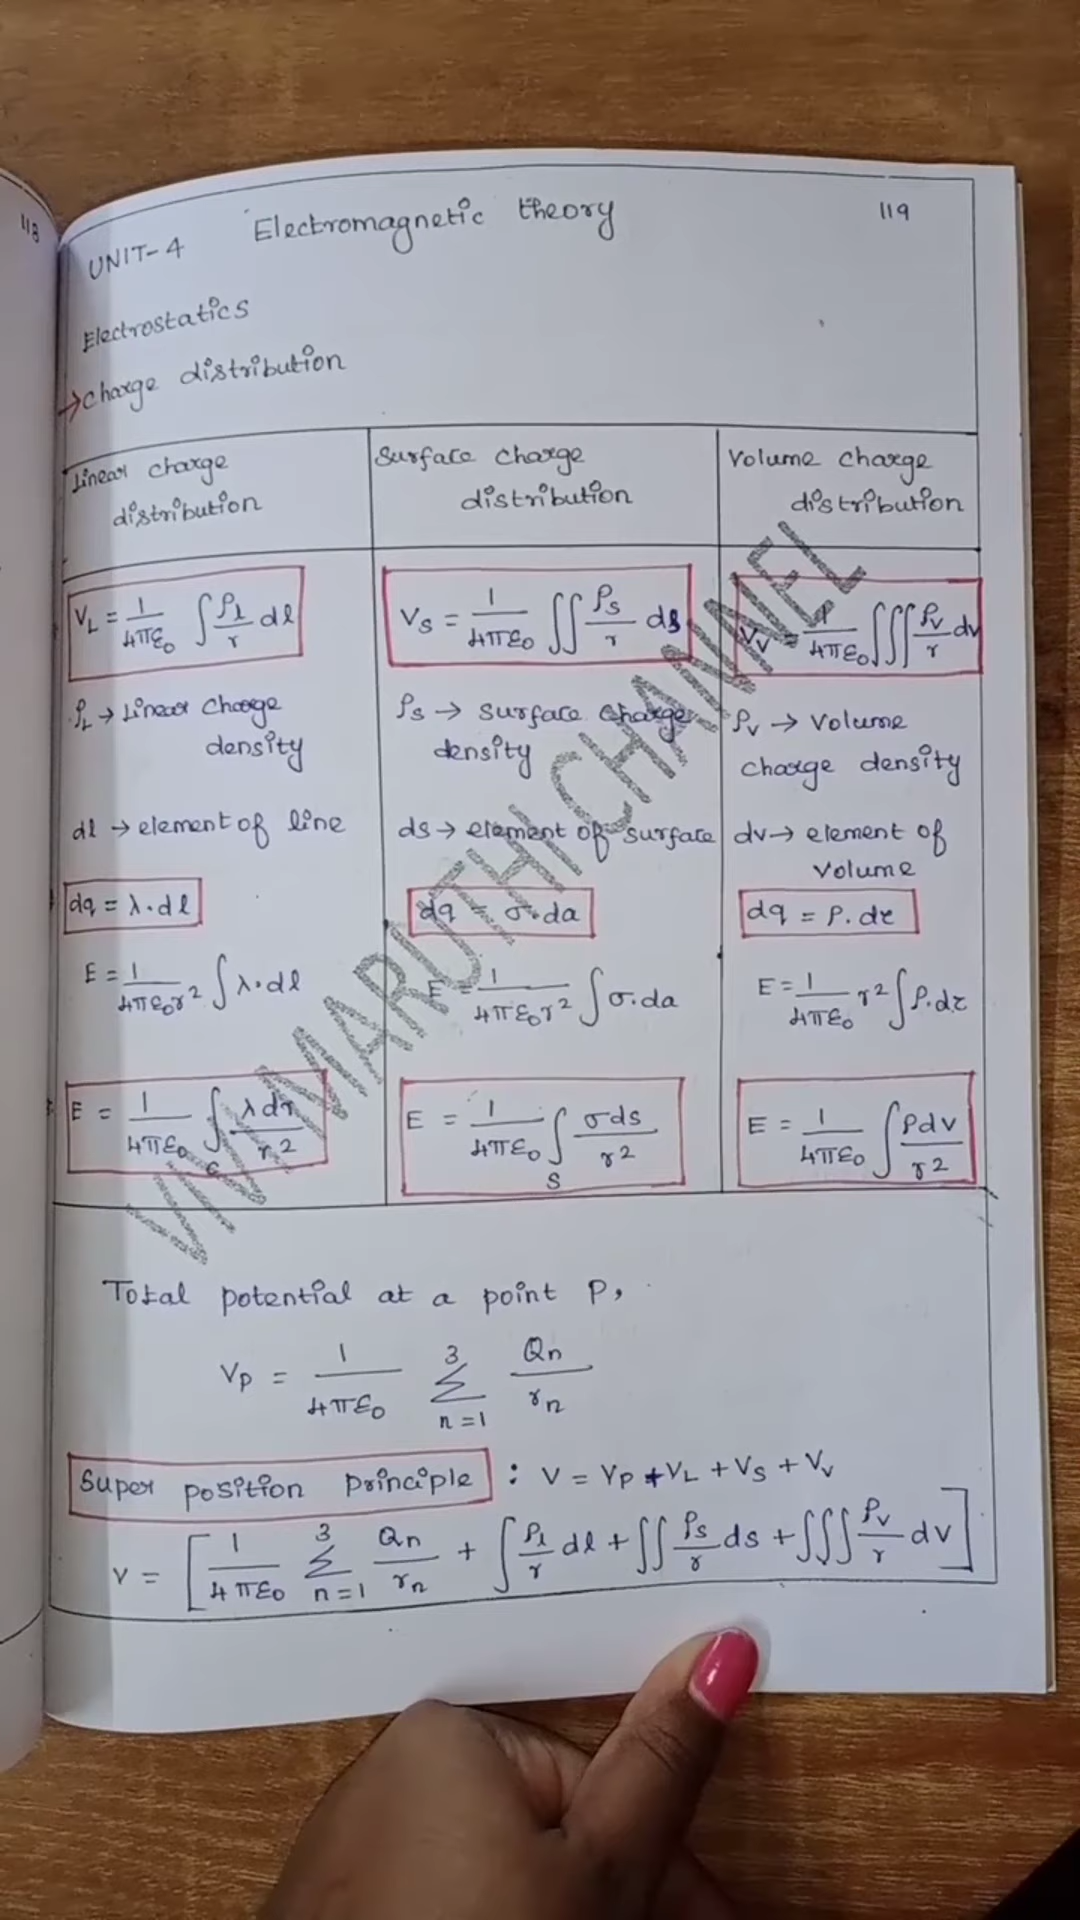 118
119
UNIT-4 Electromagnetic theory
Electrostatics
→ charge distribution
Linear charge distribution
V_L = 1/4πε₀ ∫ ρ_l/r dl
ρ_L → Linear charge density
dl → element of line
dq = λ.dl
E = 1/4πε₀r² ∫ λ.dl
E = 1/4πε₀ ∫_c λdr/r²
Surface charge distribution
V_S = 1/4πε₀ ∬ ρ_s/r ds
ρ_s → surface charge density
ds → element of surface
dq = σ.da
E = 1/4πε₀r² ∫ σ.da
E = 1/4πε₀ ∫_S σds/r²
Volume charge distribution
V_v = 1/4πε₀ ∭ ρ_v/r dv
ρ_v → volume charge density
dv → element of volume
dq = ρ.dτ
E = 1/4πε₀ r² ∫ ρ.dτ
E = 1/4πε₀ ∫ ρdv/r²
VMMARUTHI CHANNEL
Total potential at a point P,
V_P = 1/4πε₀ Σ_{n=1}^{3} Q_n/r_n
Super position principle : V = V_P + V_L + V_S + V_v
V = [1/4πε₀ Σ_{n=1}^{3} Q_n/r_n + ∫ ρ_l/r dl + ∬ ρ_s/r ds + ∭ ρ_v/r dv]